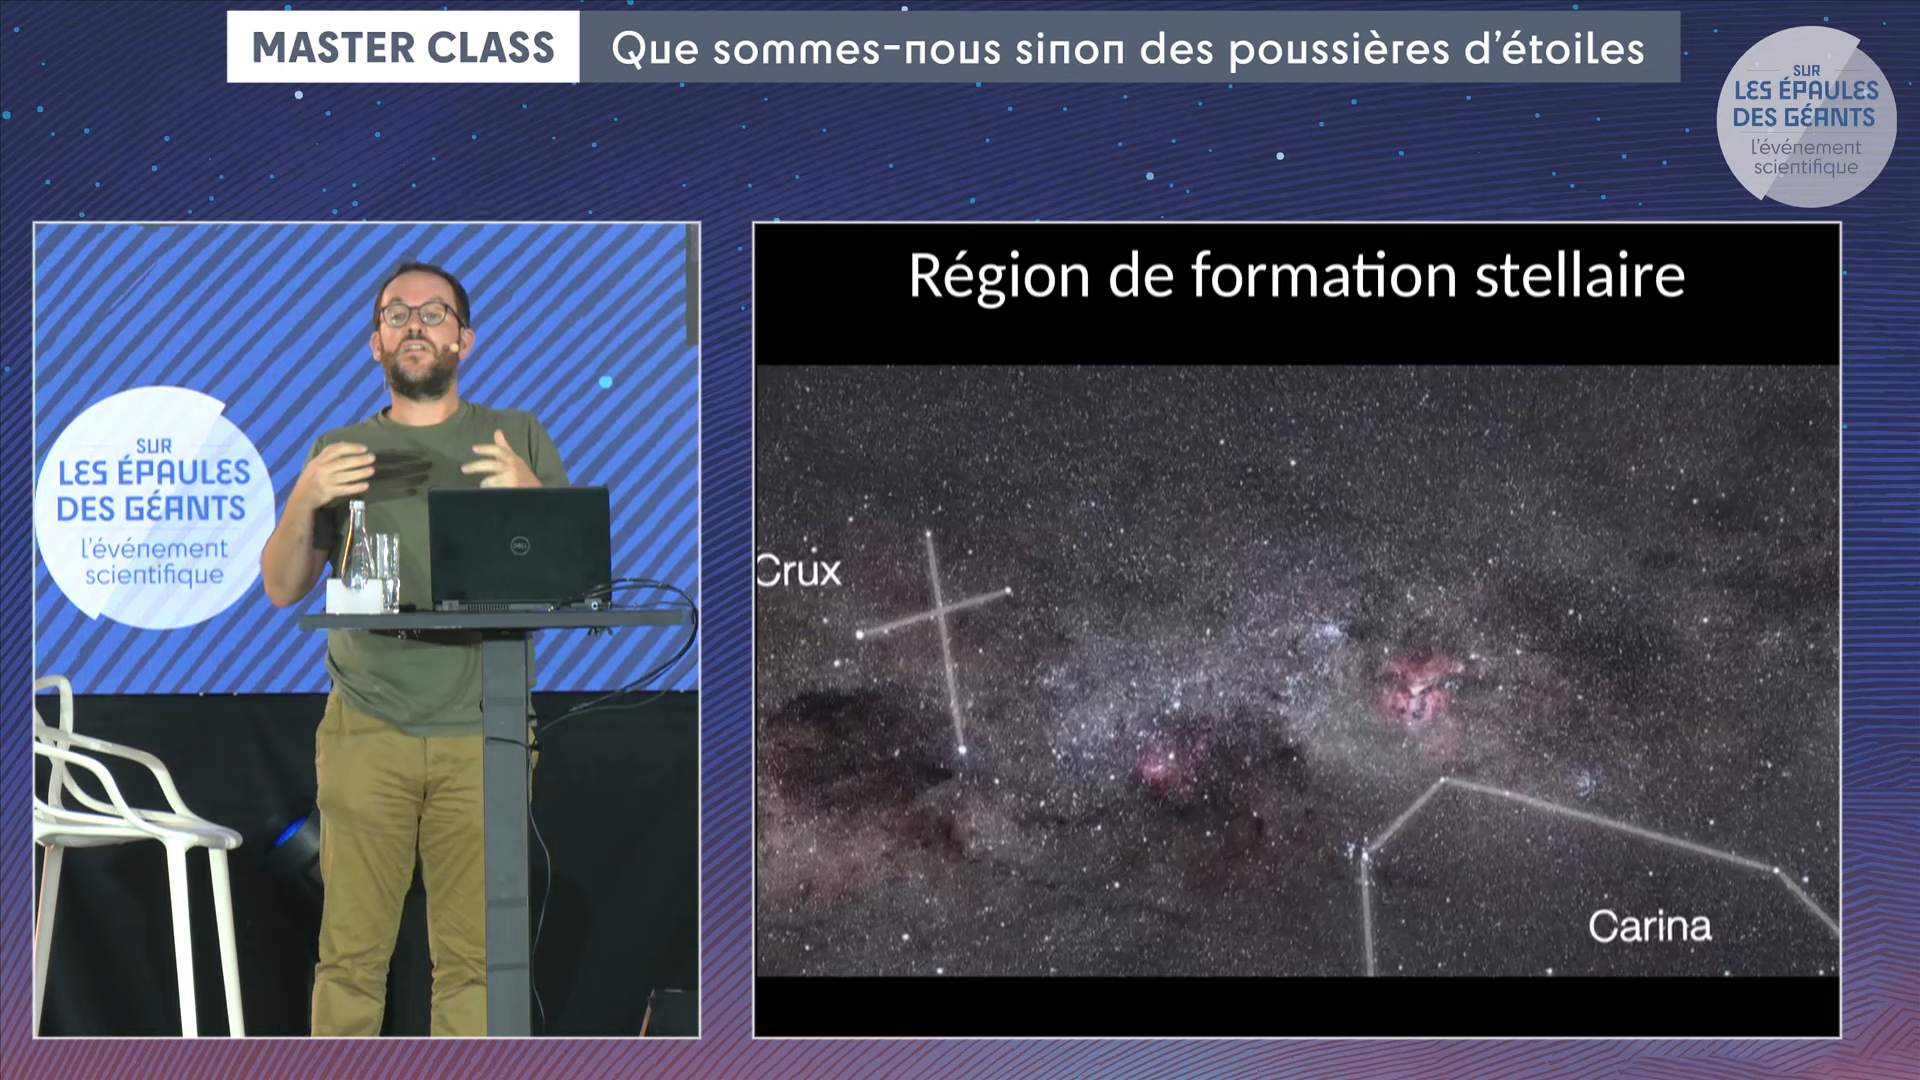 MASTER CLASS Que sommes-nous sinon des poussières d'étoiles
SUR
LES ÉPAULES
DES GÉANTS
l'événement
scientifique
SUR
LES ÉPAULES
DES GÉANTS
l'événement
scientifique
DELL
Région de formation stellaire
Crux
Carina